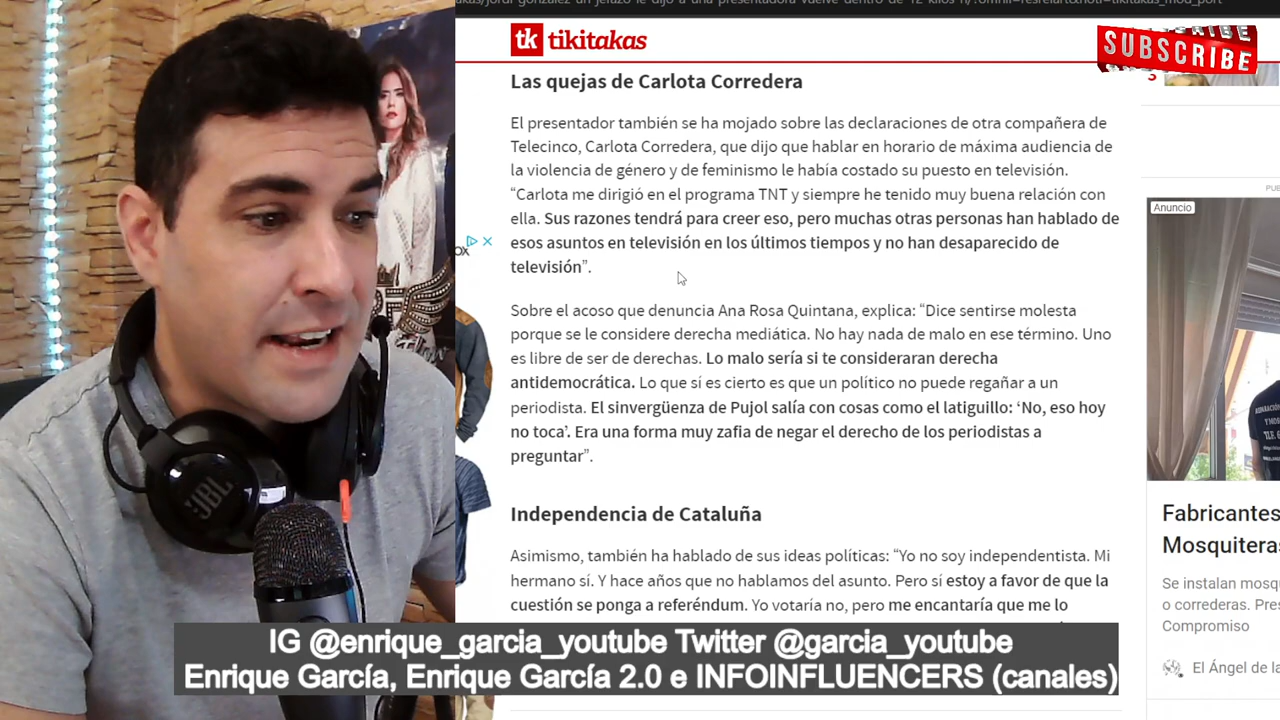 tk tikitakas
SUBSCRIBE
Las quejas de Carlota Corredera
El presentador también se ha mojado sobre las declaraciones de otra compañera de
Telecinco, Carlota Corredera, que dijo que hablar en horario de máxima audiencia de
la violencia de género y de feminismo le había costado su puesto en televisión.
“Carlota me dirigió en el programa TNT y siempre he tenido muy buena relación con
ella. Sus razones tendrá para creer eso, pero muchas otras personas han hablado de
esos asuntos en televisión en los últimos tiempos y no han desaparecido de
televisión”.
Sobre el acoso que denuncia Ana Rosa Quintana, explica: “Dice sentirse molesta
porque se le considere derecha mediática. No hay nada de malo en ese término. Uno
es libre de ser de derechas. Lo malo sería si te consideraran derecha
antidemocrática. Lo que sí es cierto es que un político no puede regañar a un
periodista. El sinvergüenza de Pujol salía con cosas como el latiguillo: ‘No, eso hoy
no toca’. Era una forma muy zafia de negar el derecho de los periodistas a
preguntar”.
Independencia de Cataluña
Asimismo, también ha hablado de sus ideas políticas: “Yo no soy independentista. Mi
hermano sí. Y hace años que no hablamos del asunto. Pero sí estoy a favor de que la
cuestión se ponga a referéndum. Yo votaría no, pero me encantaría que me lo
3
Anuncio
Fabricantes
Mosquiteras
Se instalan mosq
o correderas. Pres
Compromiso
El Ángel de la
JBL
IG @enrique_garcia_youtube Twitter @garcia_youtube
Enrique García, Enrique García 2.0 e INFOINFLUENCERS (canales)